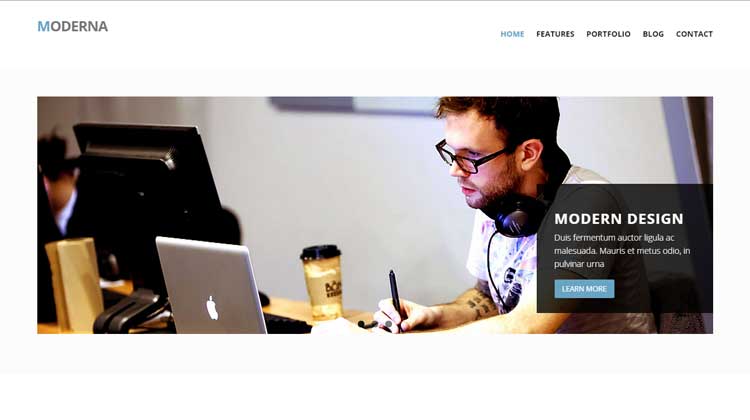 MODERNA
HOME FEATURES PORTFOLIO BLOG CONTACT
MODERN DESIGN
Duis fermentum auctor ligula ac
malesuada. Mauris et metus odio, in
pulvinar urna
LEARN MORE